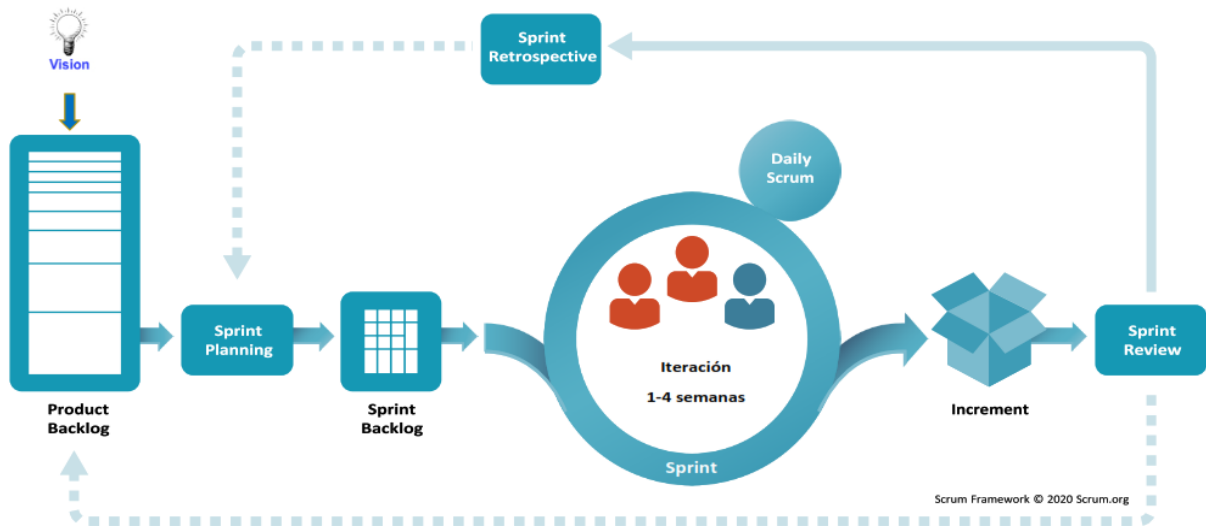 Vision
Sprint
Retrospective
Daily
Scrum
Sprint
Planning
Iteración
1-4 semanas
Sprint
Review
Product
Backlog
Sprint
Backlog
Increment
Sprint
Scrum Framework © 2020 Scrum.org